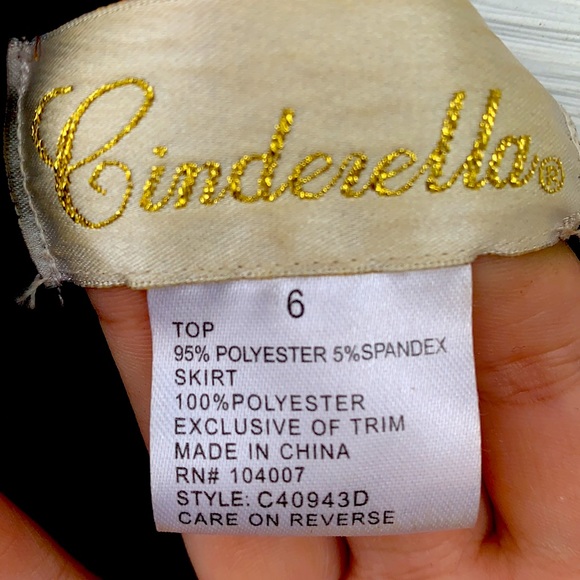 Cinderella®
6
TOP
95% POLYESTER 5%SPANDEX
SKIRT
100%POLYESTER
EXCLUSIVE OF TRIM
MADE IN CHINA
RN# 104007
STYLE: C40943D
CARE ON REVERSE